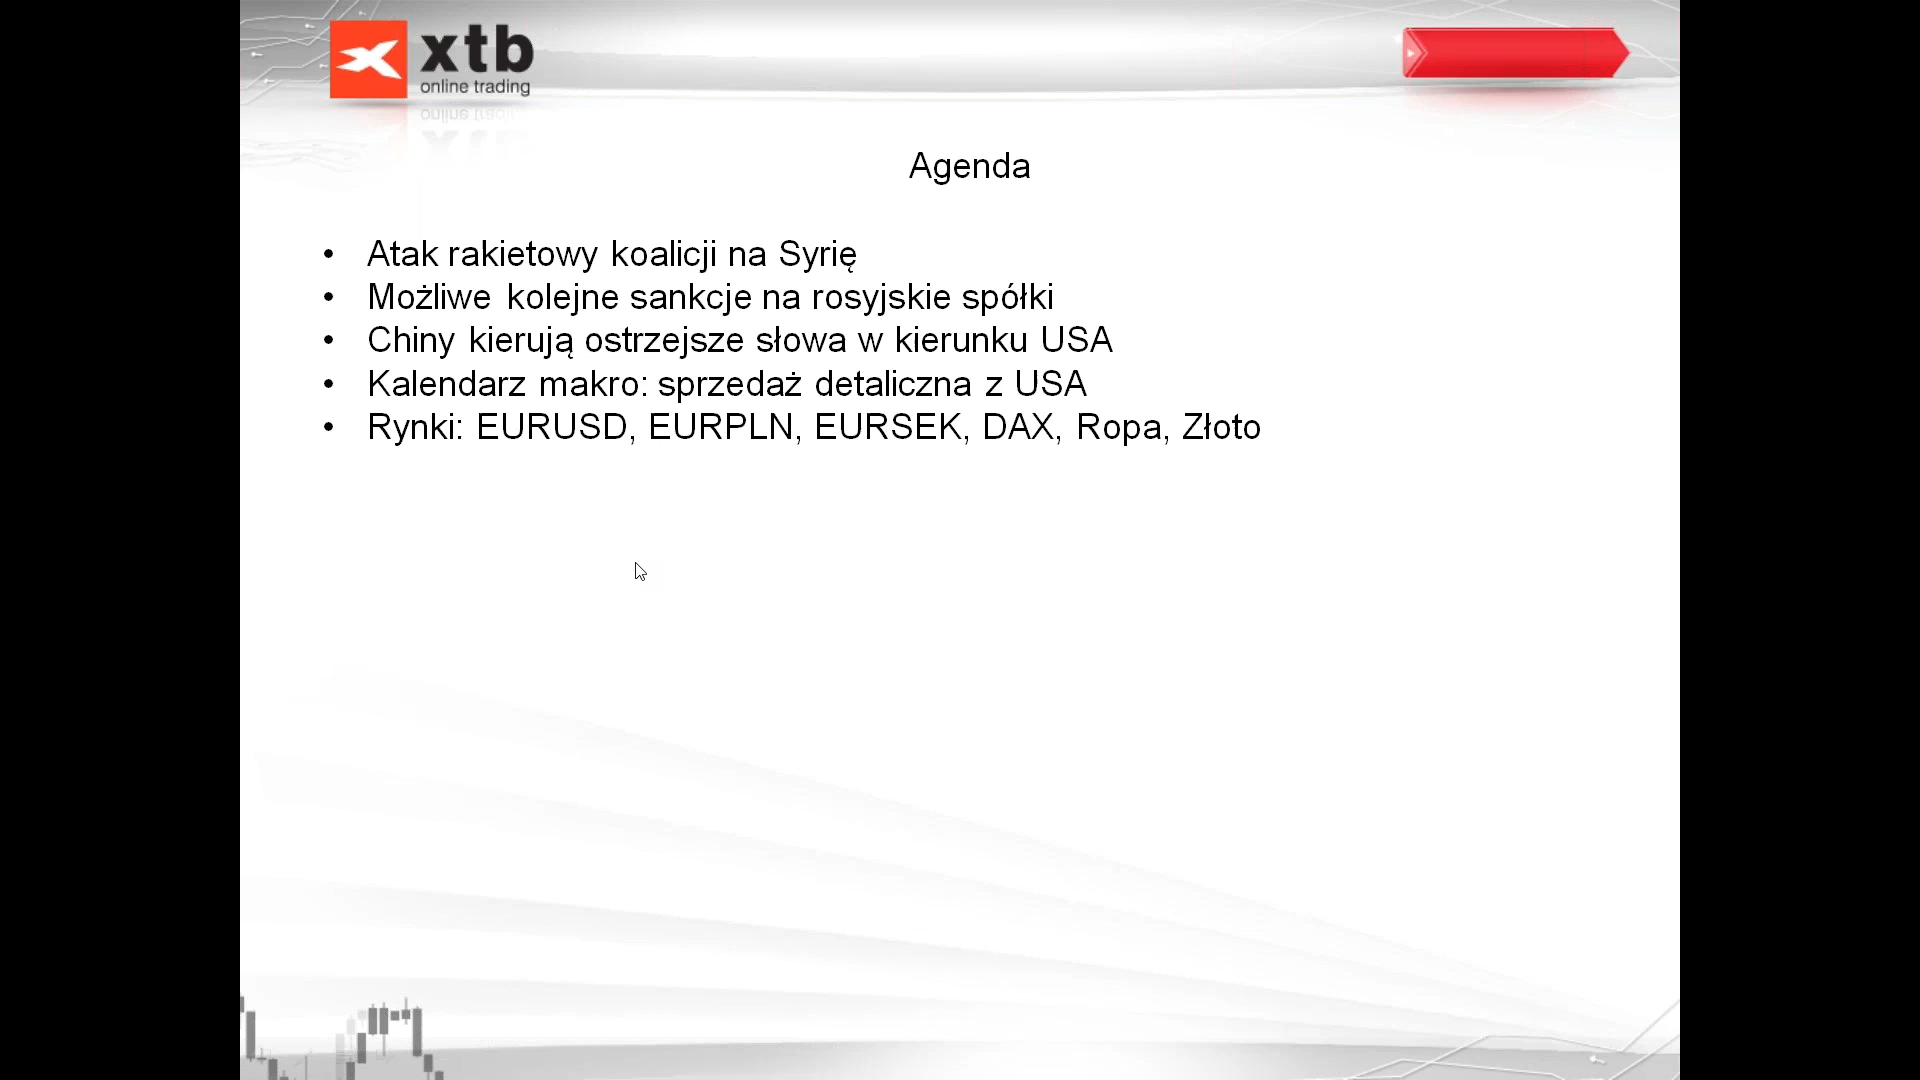 xtb
online trading
Agenda
• Atak rakietowy koalicji na Syrię
• Możliwe kolejne sankcje na rosyjskie spółki
• Chiny kierują ostrzejsze słowa w kierunku USA
• Kalendarz makro: sprzedaż detaliczna z USA
• Rynki: EURUSD, EURPLN, EURSEK, DAX, Ropa, Złoto